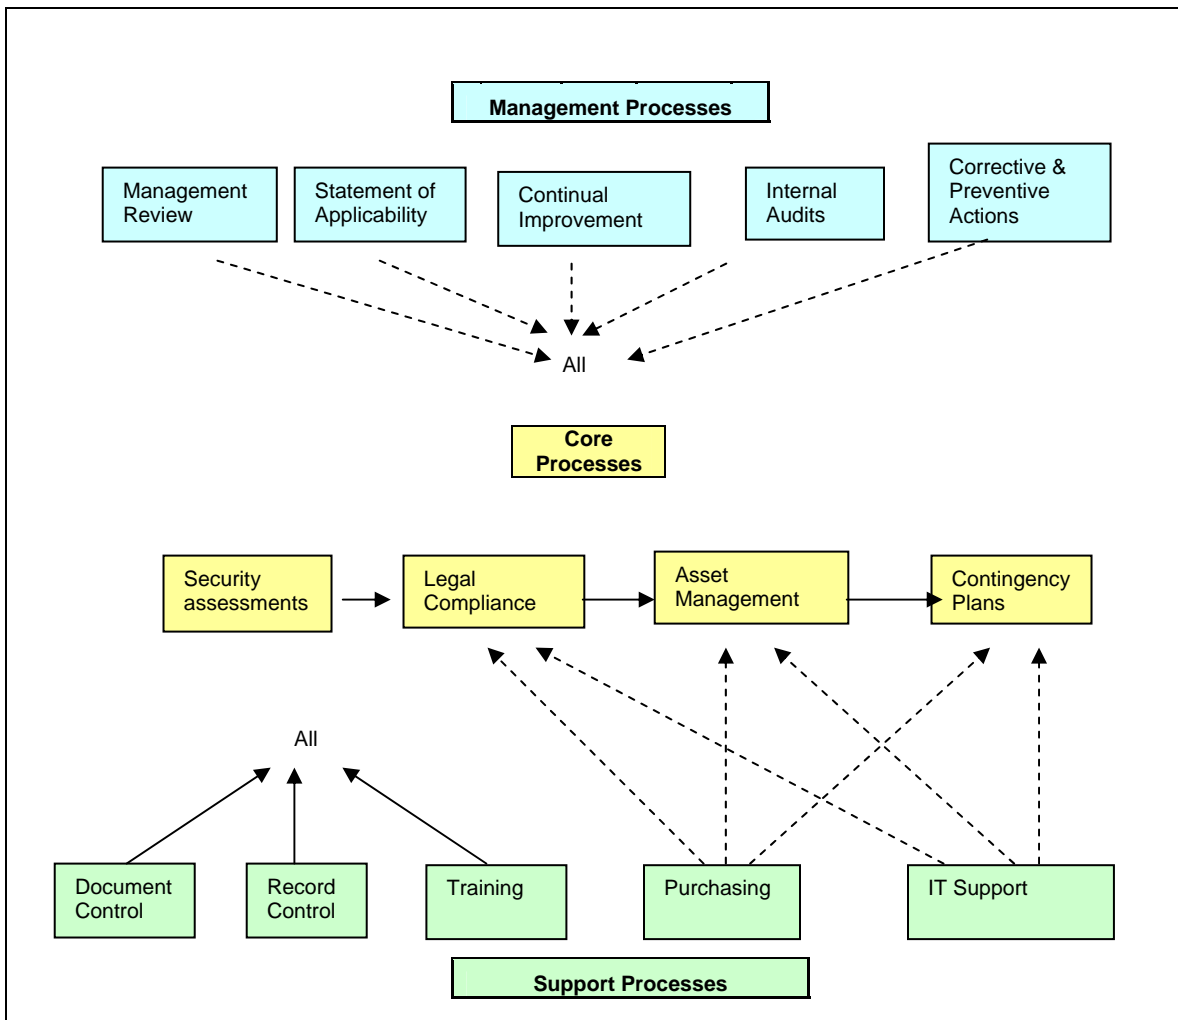 Management Processes
Management
Review
Statement of
Applicability
Continual
Improvement
Internal
Audits
Corrective &
Preventive
Actions
All
Core
Processes
Security
assessments
Legal
Compliance
Asset
Management
Contingency
Plans
All
Document
Control
Record
Control
Training
Purchasing
IT Support
Support Processes